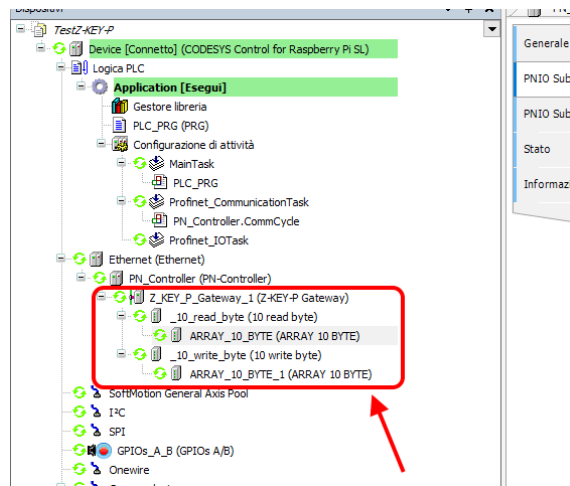 Dispositivi
TestZ-KEY-P
Device [Connetto] (CODESYS Control for Raspberry Pi SL)
Logica PLC
Application [Esegui]
Gestore libreria
PLC_PRG (PRG)
Configurazione di attività
MainTask
PLC_PRG
Profinet_CommunicationTask
PN_Controller.CommCycle
Profinet_IOTask
Ethernet (Ethernet)
PN_Controller (PN-Controller)
Z_KEY_P_Gateway_1 (Z-KEY-P Gateway)
_10_read_byte (10 read byte)
ARRAY_10_BYTE (ARRAY 10 BYTE)
_10_write_byte (10 write byte)
ARRAY_10_BYTE_1 (ARRAY 10 BYTE)
SoftMotion General Axis Pool
I²C
SPI
GPIOs_A_B (GPIOs A/B)
Onewire
Generale
PNIO Sub
PNIO Sub
Stato
Informaz